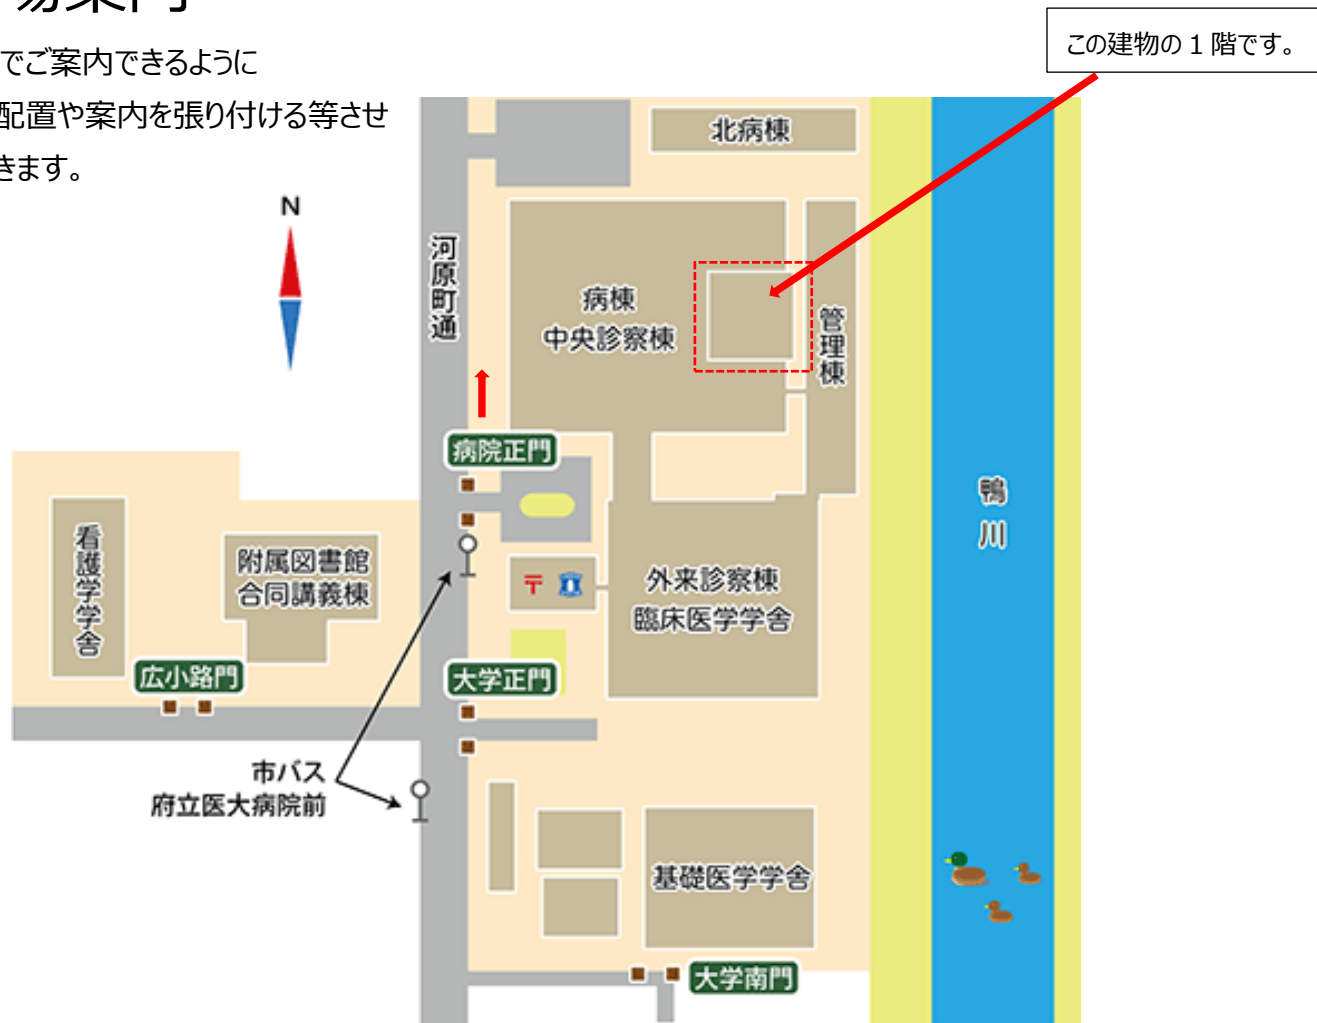 場案内
でご案内できるように
配置や案内を張り付ける等させ
きます。
この建物の1階です。
N
河原町通
北病棟
病棟
中央診察棟
管理棟
病院正門
鴨川
看護学学舎
附属図書館
合同講義棟
〒
外来診察棟
臨床医学学舎
広小路門
大学正門
市バス
府立医大病院前
基礎医学学舎
大学南門